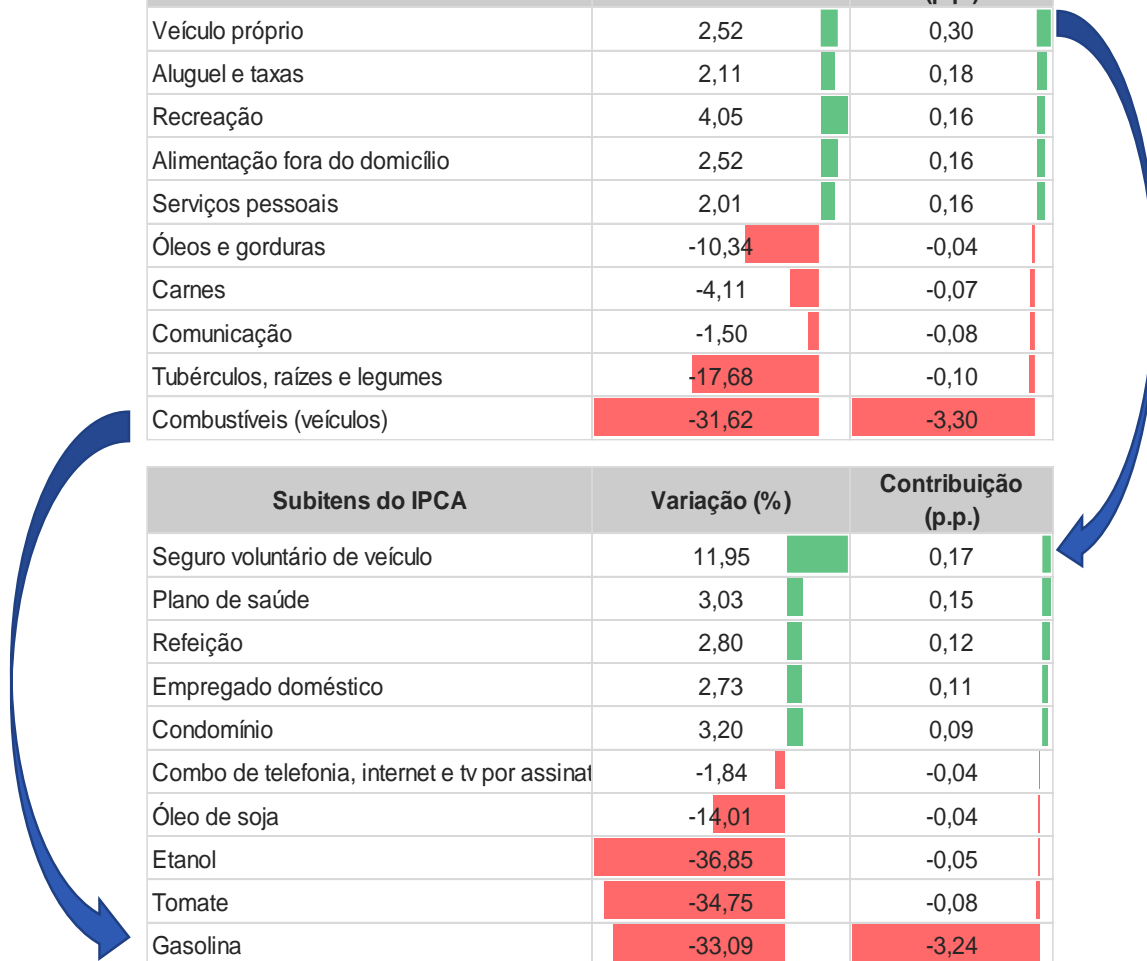 (p.p.)
Veículo próprio 2,52 0,30
Aluguel e taxas 2,11 0,18
Recreação 4,05 0,16
Alimentação fora do domicílio 2,52 0,16
Serviços pessoais 2,01 0,16
Óleos e gorduras -10,34 -0,04
Carnes -4,11 -0,07
Comunicação -1,50 -0,08
Tubérculos, raízes e legumes -17,68 -0,10
Combustíveis (veículos) -31,62 -3,30
Subitens do IPCA Variação (%) Contribuição
(p.p.)
Seguro voluntário de veículo 11,95 0,17
Plano de saúde 3,03 0,15
Refeição 2,80 0,12
Empregado doméstico 2,73 0,11
Condomínio 3,20 0,09
Combo de telefonia, internet e tv por assinat -1,84 -0,04
Óleo de soja -14,01 -0,04
Etanol -36,85 -0,05
Tomate -34,75 -0,08
Gasolina -33,09 -3,24